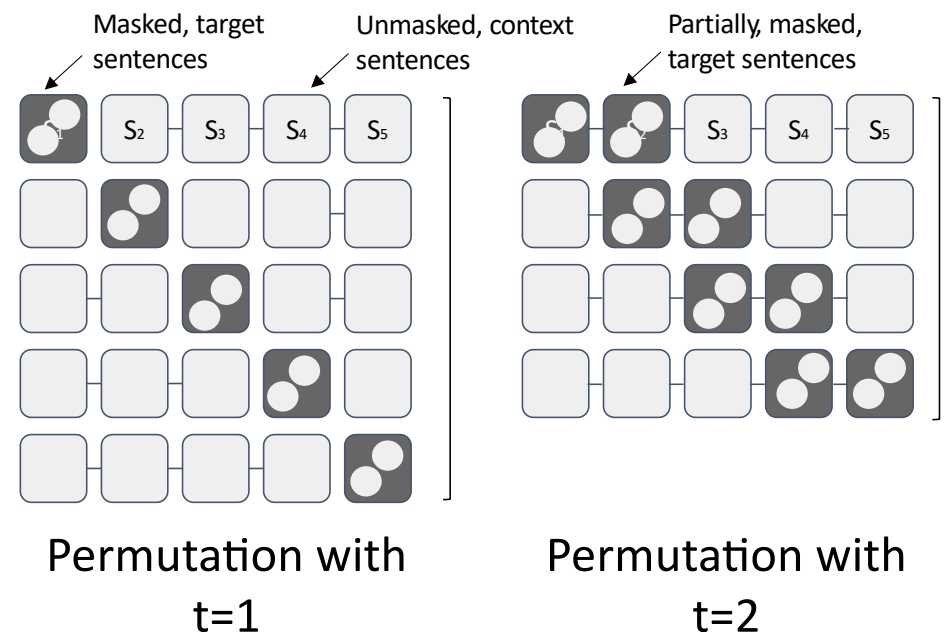 Masked, target
sentences
Unmasked, context
sentences
Partially, masked,
target sentences
S2 S3 S4 S5
S3 S4 S5
Permutation with
t=1
Permutation with
t=2